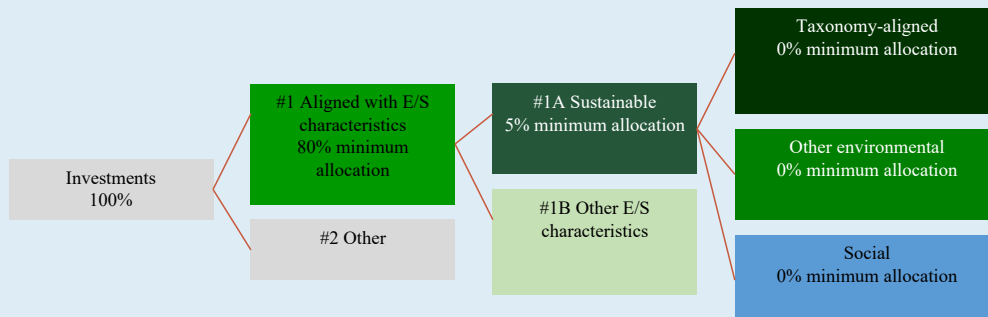 Investments
100%
#1 Aligned with E/S
characteristics
80% minimum
allocation
#2 Other
#1A Sustainable
5% minimum allocation
#1B Other E/S
characteristics
Taxonomy-aligned
0% minimum allocation
Other environmental
0% minimum allocation
Social
0% minimum allocation